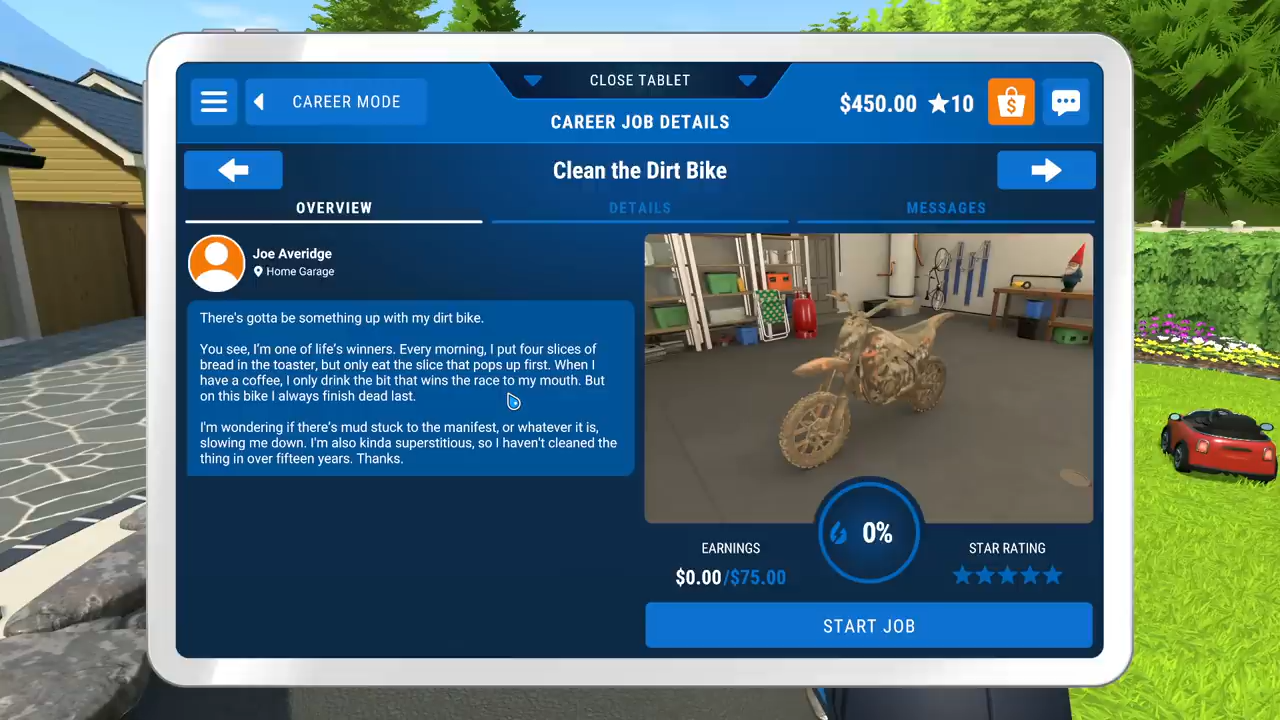 CLOSE TABLET
CAREER MODE
$450.00 ★10
CAREER JOB DETAILS
Clean the Dirt Bike
OVERVIEW
DETAILS
MESSAGES
Joe Averidge
Home Garage
There's gotta be something up with my dirt bike.
You see, I'm one of life's winners. Every morning, I put four slices of
bread in the toaster, but only eat the slice that pops up first. When I
have a coffee, I only drink the bit that wins the race to my mouth. But
on this bike I always finish dead last.
I'm wondering if there's mud stuck to the manifest, or whatever it is,
slowing me down. I'm also kinda superstitious, so I haven't cleaned the
thing in over fifteen years. Thanks.
0%
EARNINGS
$0.00/$75.00
STAR RATING
START JOB